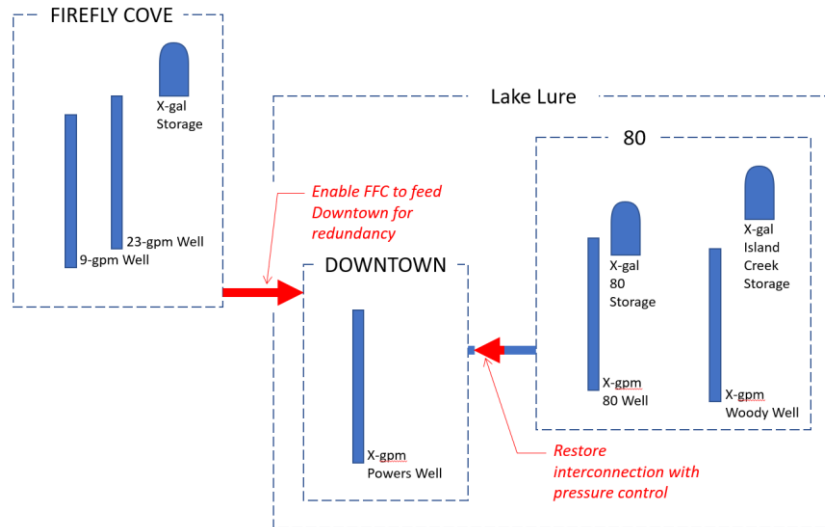 FIREFLY COVE
X-gal
Storage
23-gpm Well
9-gpm Well
Enable FFC to feed
Downtown for
redundancy
Lake Lure
DOWNTOWN
X-gpm
Powers Well
80
X-gal
80
Storage
X-gal
Island
Creek
Storage
X-gpm
80 Well
X-gpm
Woody Well
Restore
interconnection with
pressure control